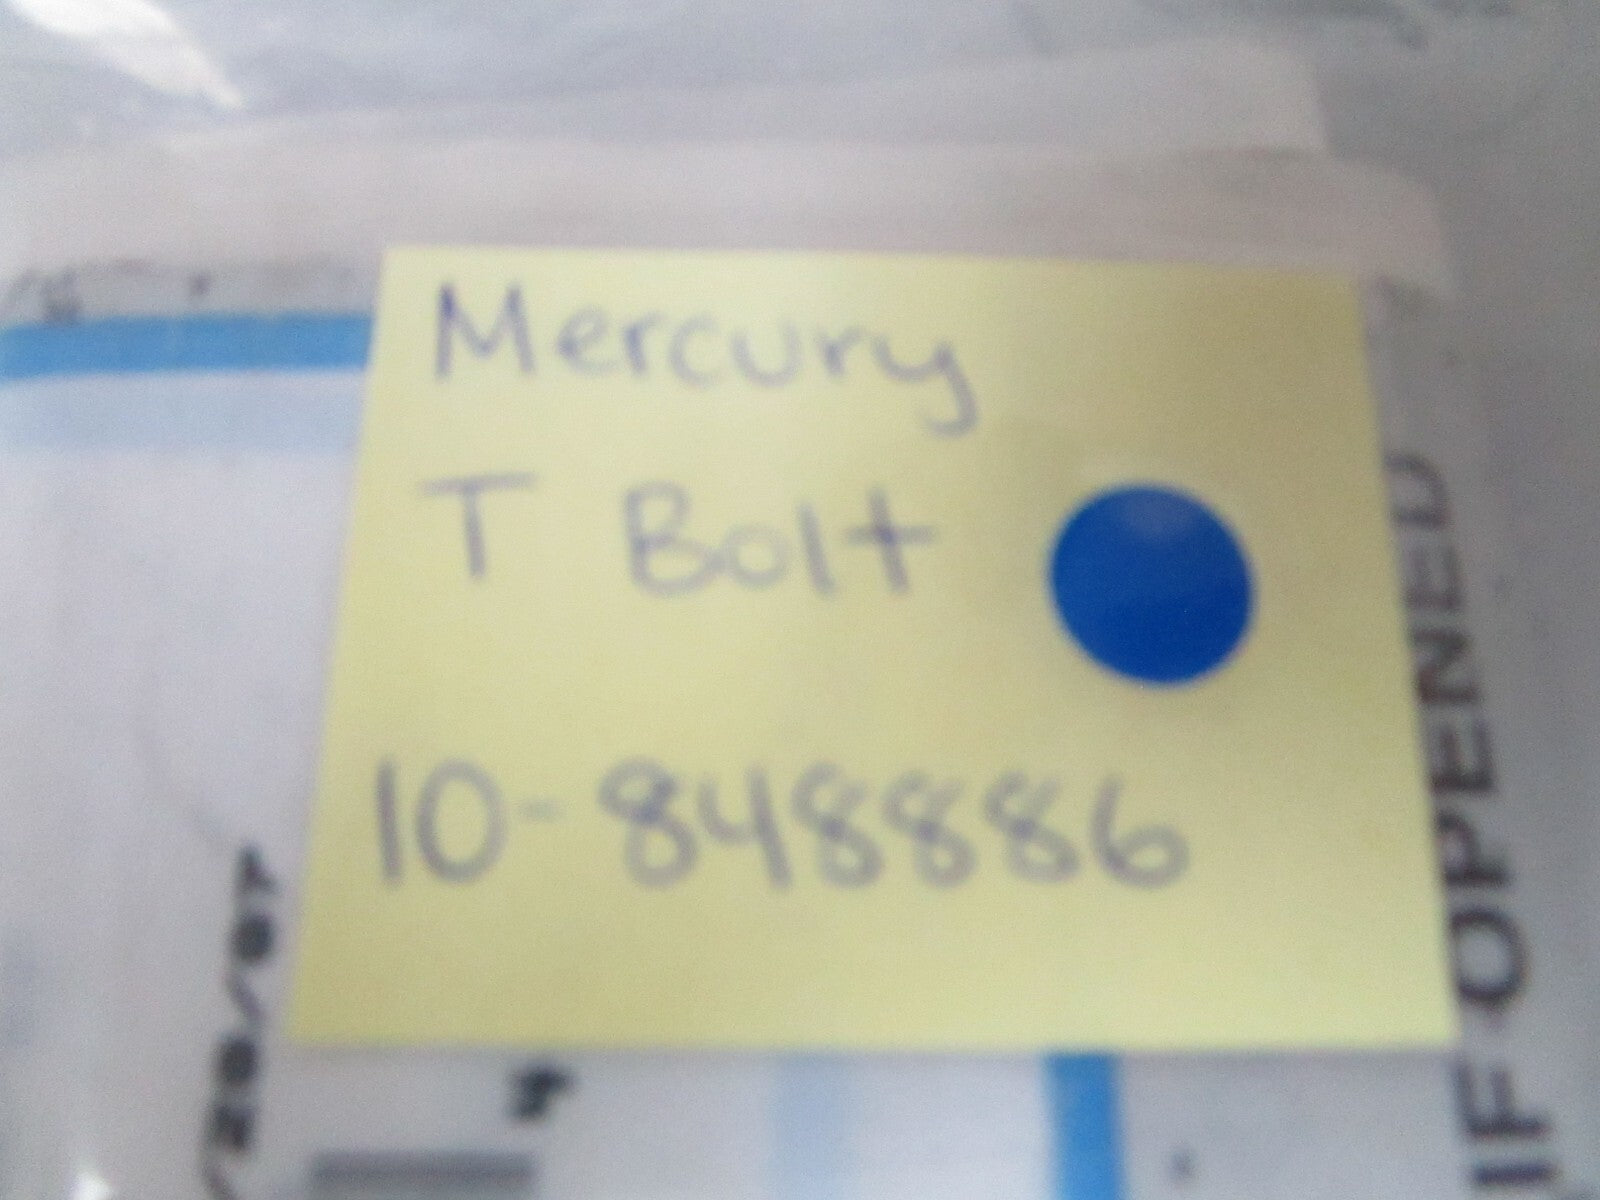 Mercury
T Bolt
10-848886
IF OPENED